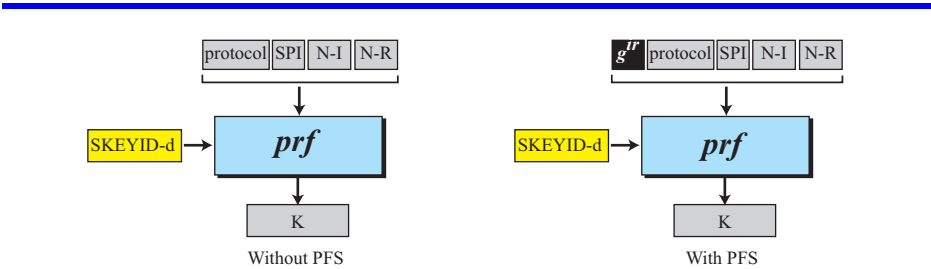 protocol SPI N-I N-R
g^ir protocol SPI N-I N-R
SKEYID-d prf
SKEYID-d prf
K
K
Without PFS
With PFS